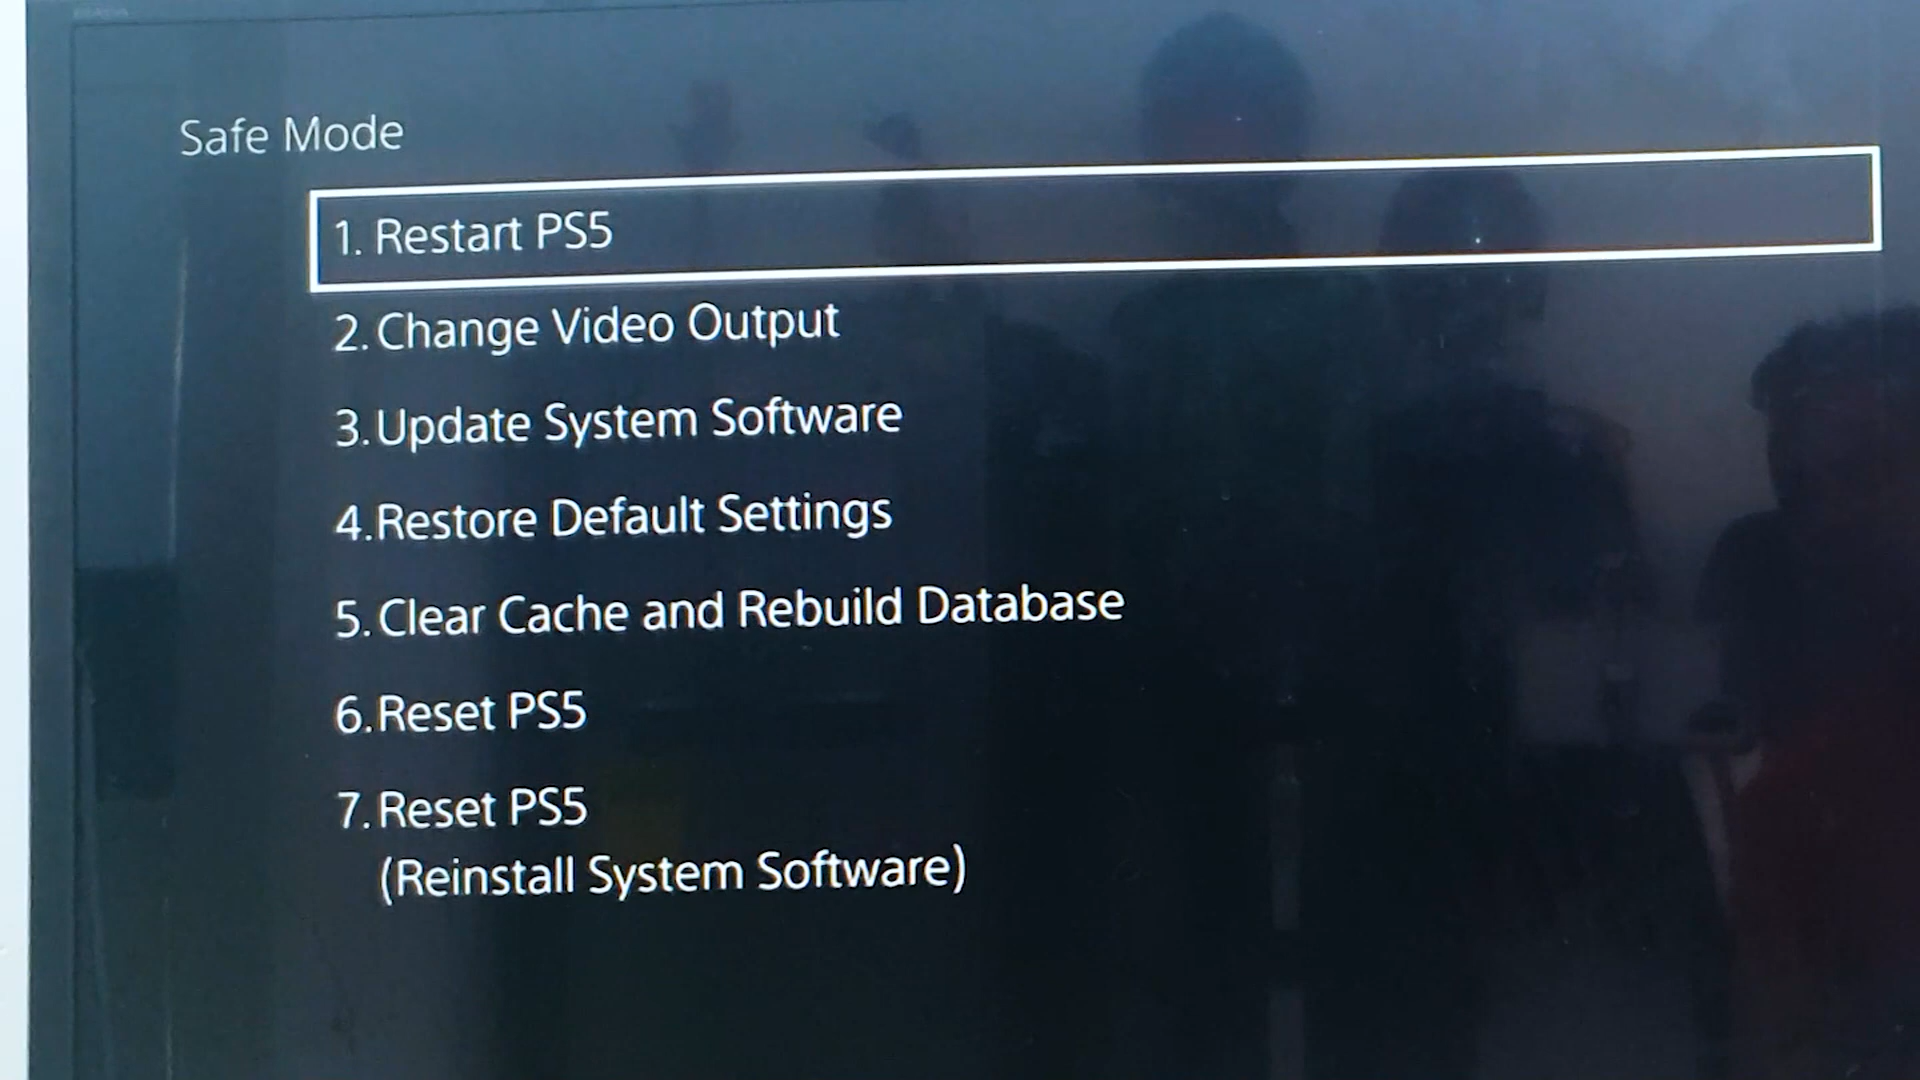 Safe Mode
1. Restart PS5
2. Change Video Output
3. Update System Software
4. Restore Default Settings
5. Clear Cache and Rebuild Database
6. Reset PS5
7. Reset PS5
(Reinstall System Software)